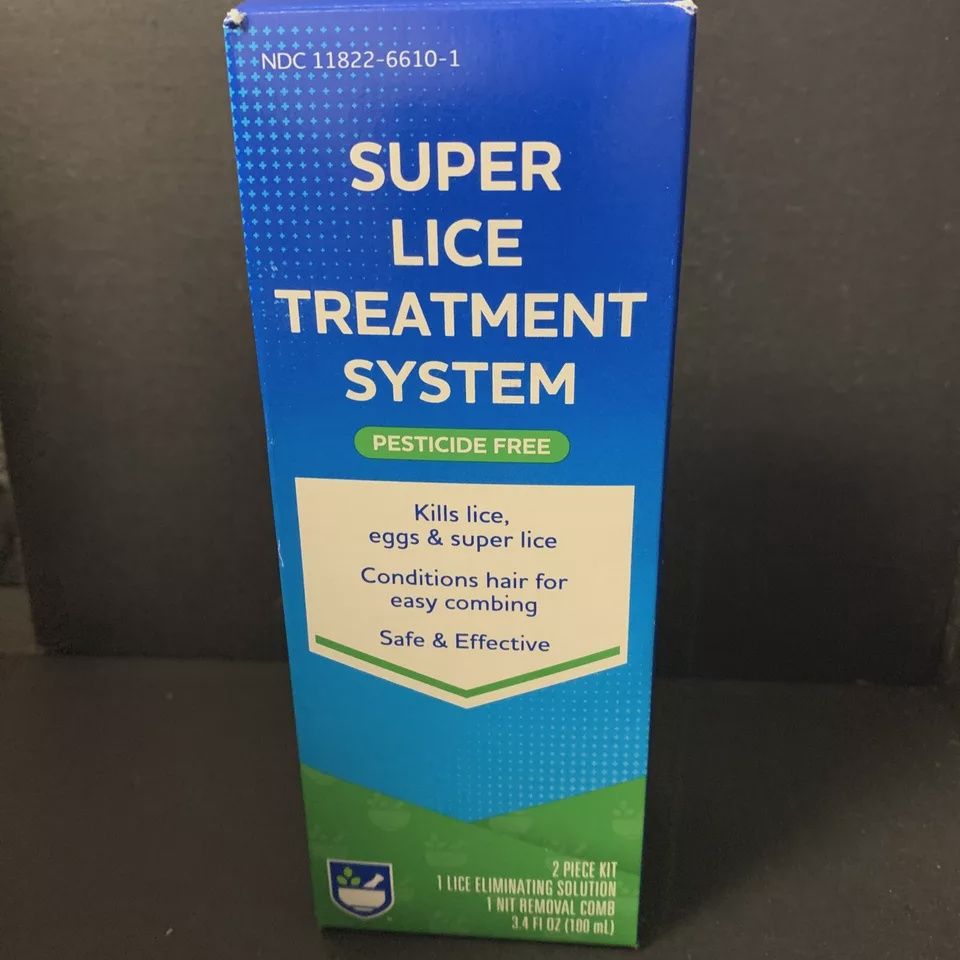 NDC 11822-6610-1
SUPER
LICE
TREATMENT
SYSTEM
PESTICIDE FREE
Kills lice,
eggs & super lice
Conditions hair for
easy combing
Safe & Effective
2 PIECE KIT
1 LICE ELIMINATING SOLUTION
1 NIT REMOVAL COMB
3.4 Fl OZ (100 mL)